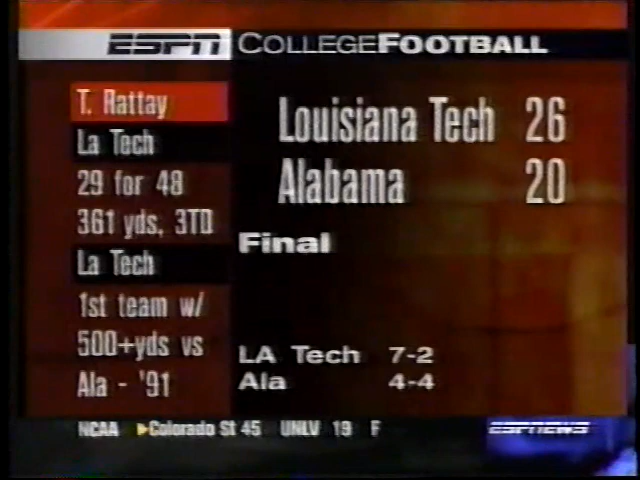 ESPN COLLEGEFOOTBALL
T. Rattay
La Tech
29 for 48
361 yds, 3TD
La Tech
1st team w/
500+yds vs
Ala - '91
Louisiana Tech 26
Alabama 20
Final
LA Tech 7-2
Ala 4-4
NCAA Colorado St 45 UNLV 19 F
ESPNEWS